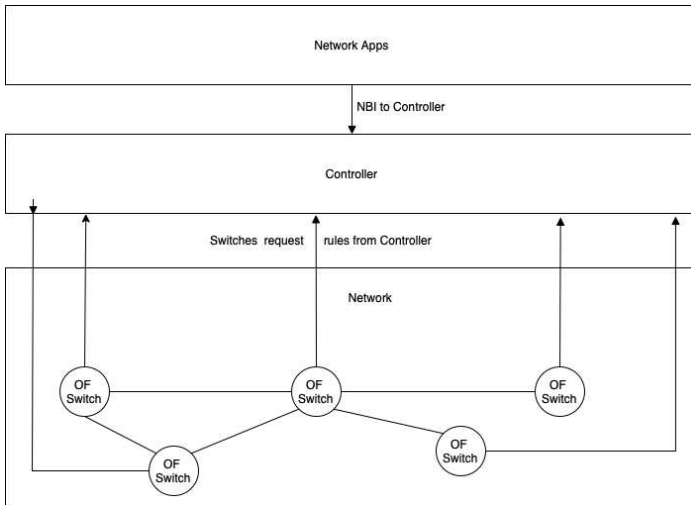 Network Apps
NBI to Controller
Controller
Switches request rules from Controller
Network
OF
Switch
OF
Switch
OF
Switch
OF
Switch
OF
Switch